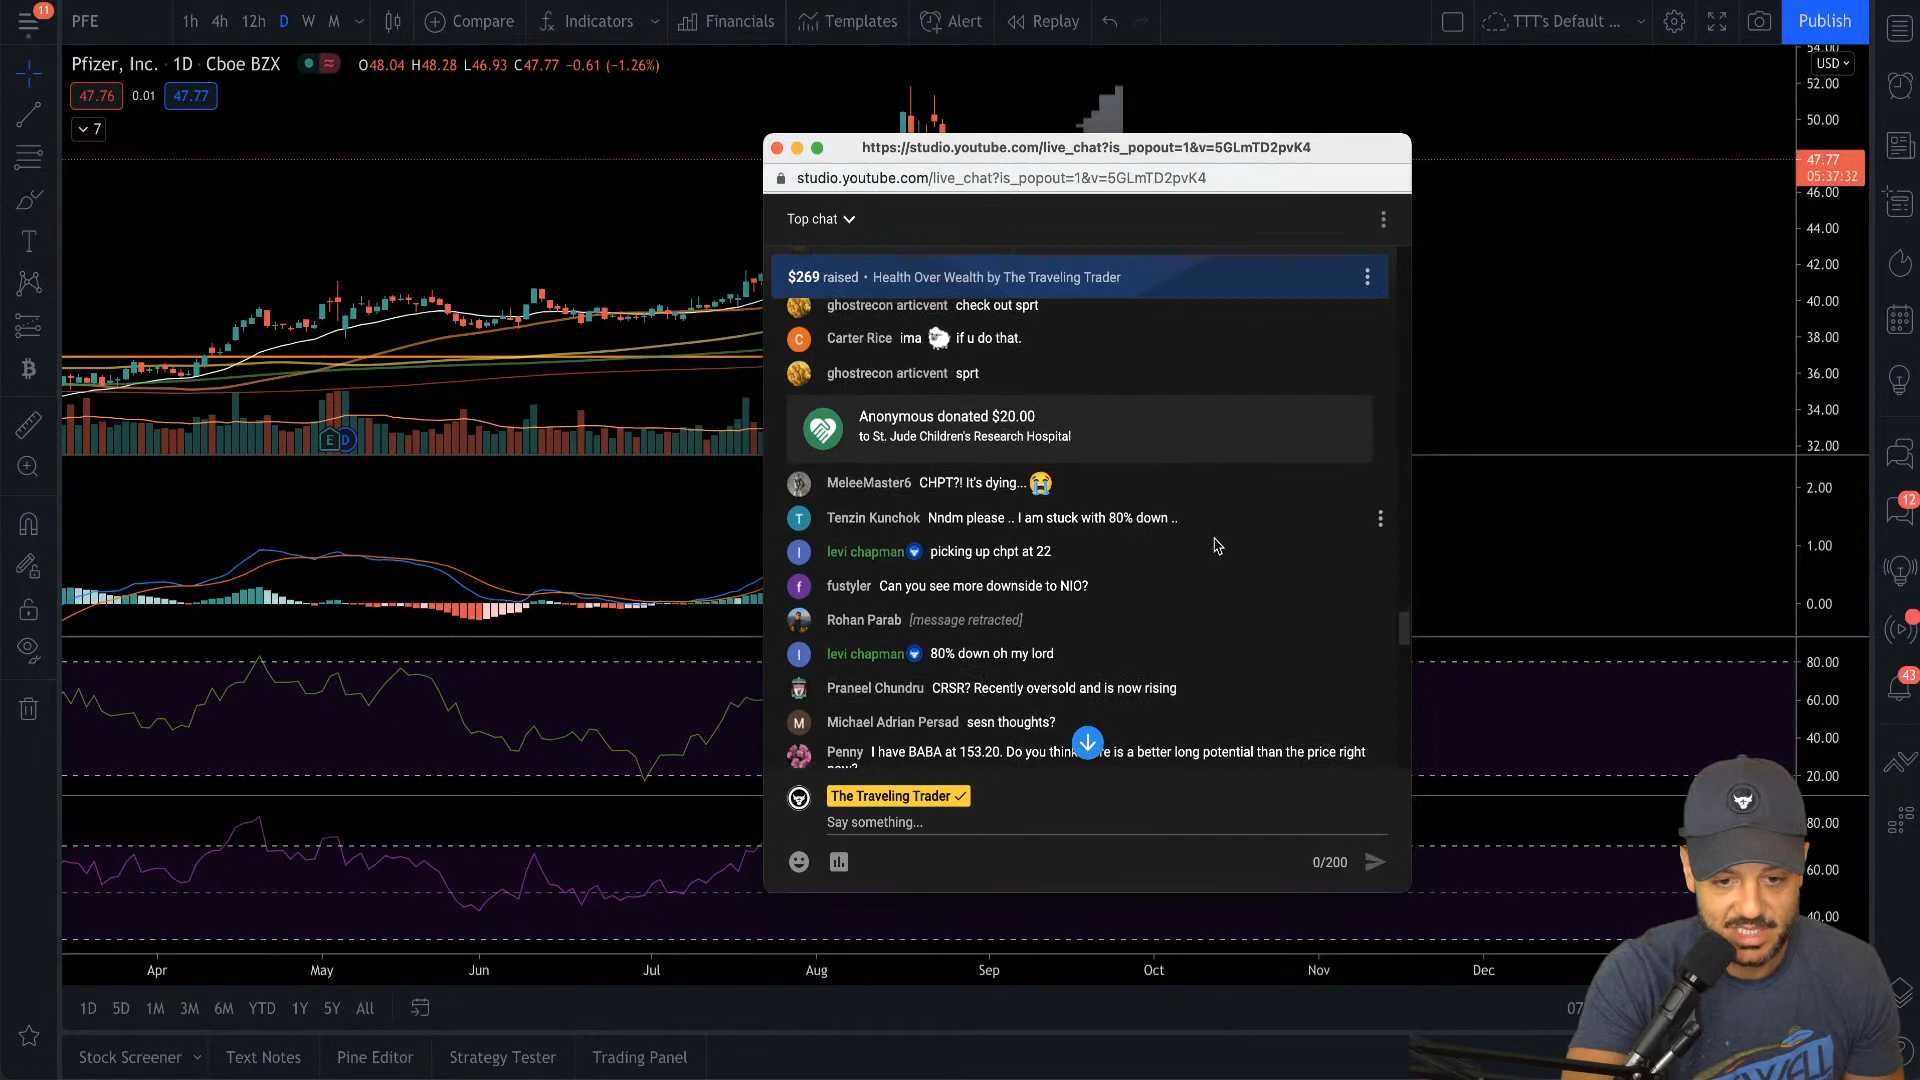 11
PFE
1h 4h 12h D W M
Compare
Indicators
Financials
Templates
Alert
Replay
TTT's Default ...
Publish
Pfizer, Inc. · 1D · Cboe BZX
O48.04 H48.28 L46.93 C47.77 −0.61 (−1.26%)
47.76 0.01 47.77
7
54.00
USD
52.00
50.00
47.77
05:37:32
46.00
44.00
42.00
40.00
38.00
36.00
34.00
32.00
2.00
1.00
0.00
80.00
60.00
40.00
20.00
80.00
60.00
40.00
12
43
E D
https://studio.youtube.com/live_chat?is_popout=1&v=5GLmTD2pvK4
studio.youtube.com/live_chat?is_popout=1&v=5GLmTD2pvK4
Top chat
$269 raised • Health Over Wealth by The Traveling Trader
ghostrecon articvent check out sprt
C Carter Rice ima if u do that.
ghostrecon articvent sprt
Anonymous donated $20.00
to St. Jude Children's Research Hospital
MeleeMaster6 CHPT?! It's dying...
T Tenzin Kunchok Nndm please .. I am stuck with 80% down ..
l levi chapman picking up chpt at 22
f fustyler Can you see more downside to NIO?
Rohan Parab [message retracted]
l levi chapman 80% down oh my lord
Praneel Chundru CRSR? Recently oversold and is now rising
M Michael Adrian Persad sesn thoughts?
Penny I have BABA at 153.20. Do you think is a better long potential than the price right
now?
The Traveling Trader
Say something...
0/200
Apr May Jun Jul Aug Sep Oct Nov Dec
1D 5D 1M 3M 6M YTD 1Y 5Y All
07
Stock Screener Text Notes Pine Editor Strategy Tester Trading Panel